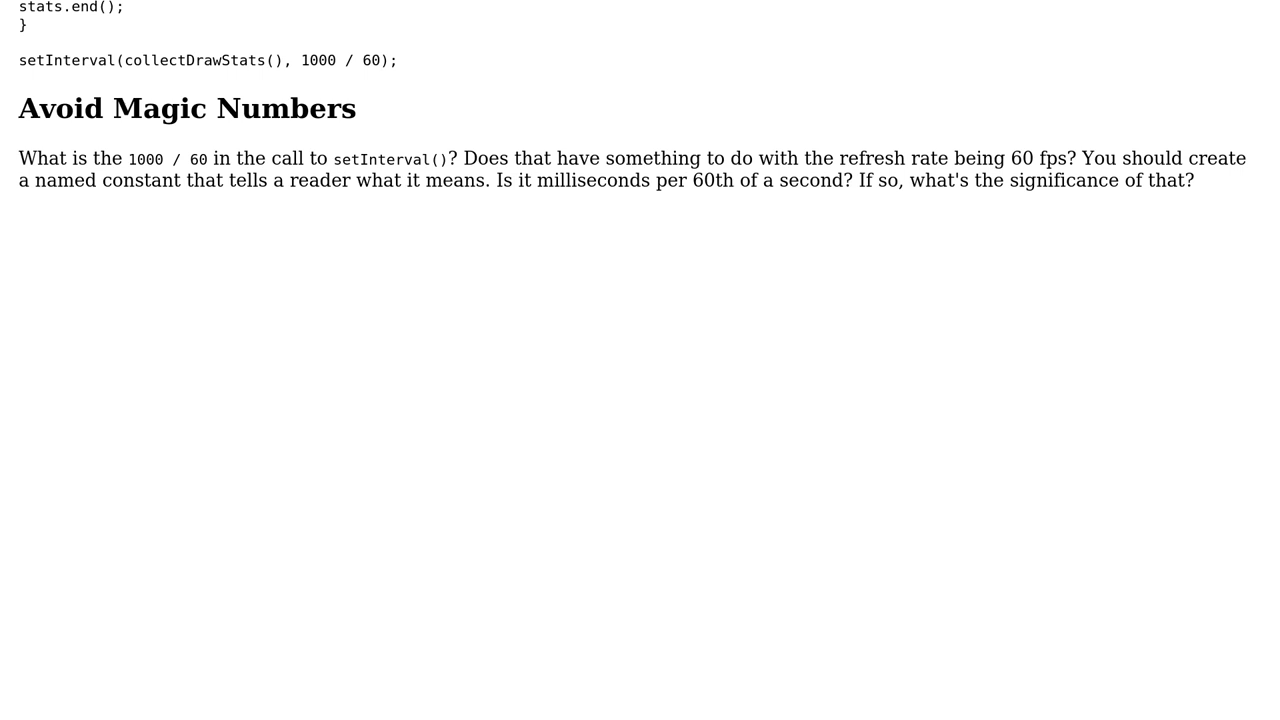 stats.end();
}
setInterval(collectDrawStats(), 1000 / 60);
Avoid Magic Numbers
What is the 1000 / 60 in the call to setInterval()? Does that have something to do with the refresh rate being 60 fps? You should create
a named constant that tells a reader what it means. Is it milliseconds per 60th of a second? If so, what's the significance of that?